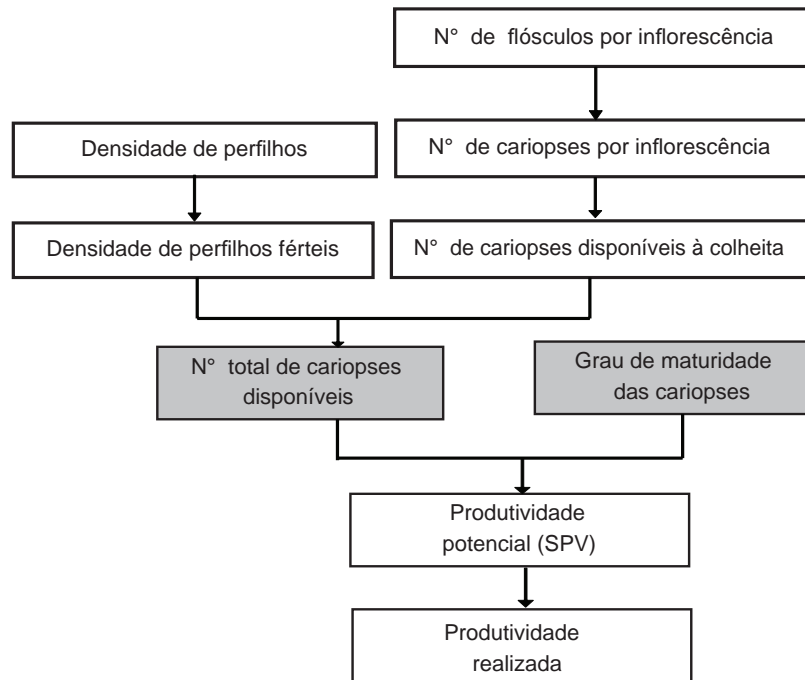 N° de flósculos por inflorescência
Densidade de perfilhos
N° de cariopses por inflorescência
Densidade de perfilhos férteis
N° de cariopses disponíveis à colheita
N° total de cariopses
disponíveis
Grau de maturidade
das cariopses
Produtividade
potencial (SPV)
Produtividade
realizada